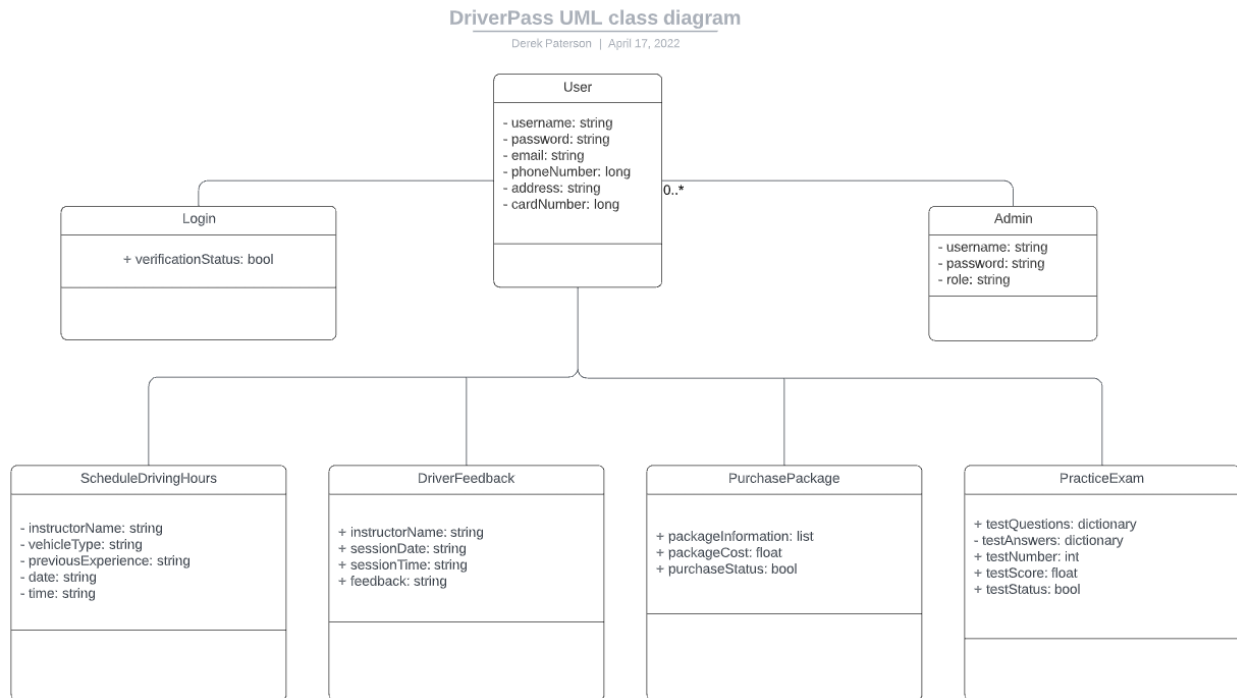 DriverPass UML class diagram
Derek Paterson | April 17, 2022
User
- username: string
- password: string
- email: string
- phoneNumber: long
- address: string
- cardNumber: long
0..*
Login
+ verificationStatus: bool
Admin
- username: string
- password: string
- role: string
ScheduleDrivingHours
- instructorName: string
- vehicleType: string
- previousExperience: string
- date: string
- time: string
DriverFeedback
+ instructorName: string
+ sessionDate: string
+ sessionTime: string
+ feedback: string
PurchasePackage
+ packageInformation: list
+ packageCost: float
+ purchaseStatus: bool
PracticeExam
+ testQuestions: dictionary
- testAnswers: dictionary
+ testNumber: int
+ testScore: float
+ testStatus: bool